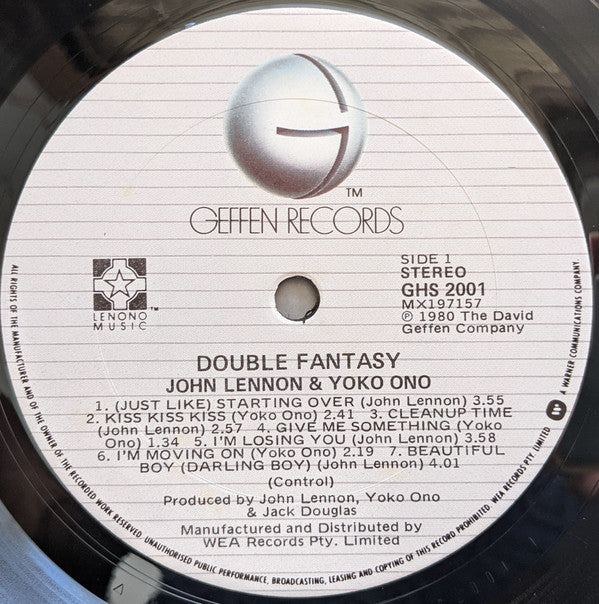 TM
GEFFEN RECORDS
SIDE 1
STEREO
GHS 2001
MX197157
℗ 1980 The David
Geffen Company
LENONO
MUSIC
TM
DOUBLE FANTASY
JOHN LENNON & YOKO ONO
1. (JUST LIKE) STARTING OVER (John Lennon) 3.55
2. KISS KISS KISS (Yoko Ono) 2.41 3. CLEANUP TIME
(John Lennon) 2.57 4. GIVE ME SOMETHING (Yoko
Ono) 1.34 5. I'M LOSING YOU (John Lennon) 3.58
6. I'M MOVING ON (Yoko Ono) 2.19 7. BEAUTIFUL
BOY (DARLING BOY) (John Lennon) 4.01
(Control)
Produced by John Lennon, Yoko Ono
& Jack Douglas
Manufactured and Distributed by
WEA Records Pty. Limited
ALL RIGHTS OF THE MANUFACTURER AND OF THE OWNER OF THE RECORDED WORK RESERVED. UNAUTHORISED PUBLIC PERFORMANCE, BROADCASTING, LEASING AND COPYING OF THIS RECORD PROHIBITED. WEA RECORDS PTY. LIMITED
A WARNER COMMUNICATIONS COMPANY.